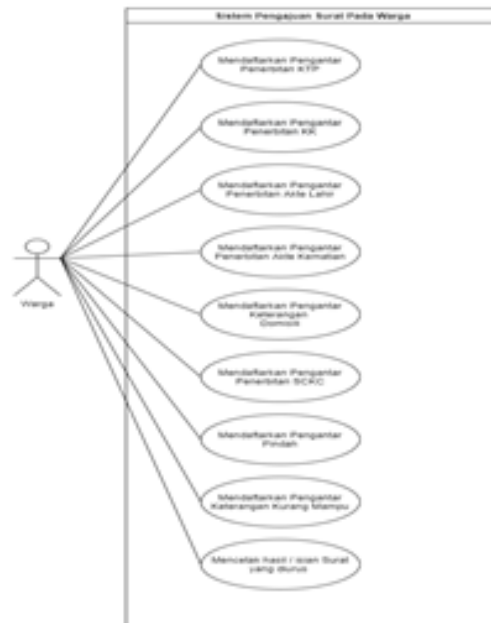 Sistem Pengajuan Surat Pada Warga
Mendaftarkan Pengantar
Penerbitan KTP
Mendaftarkan Pengantar
Penerbitan KK
Mendaftarkan Pengantar
Penerbitan Akte Lahir
Mendaftarkan Pengantar
Penerbitan Akte Kematian
Warga
Mendaftarkan Pengantar
Keterangan
Domisili
Mendaftarkan Pengantar
Penerbitan SCKC
Mendaftarkan Pengantar
Pindah
Mendaftarkan Pengantar
Keterangan Kurang Mampu
Mencetak hasil / isian Surat
yang diurus